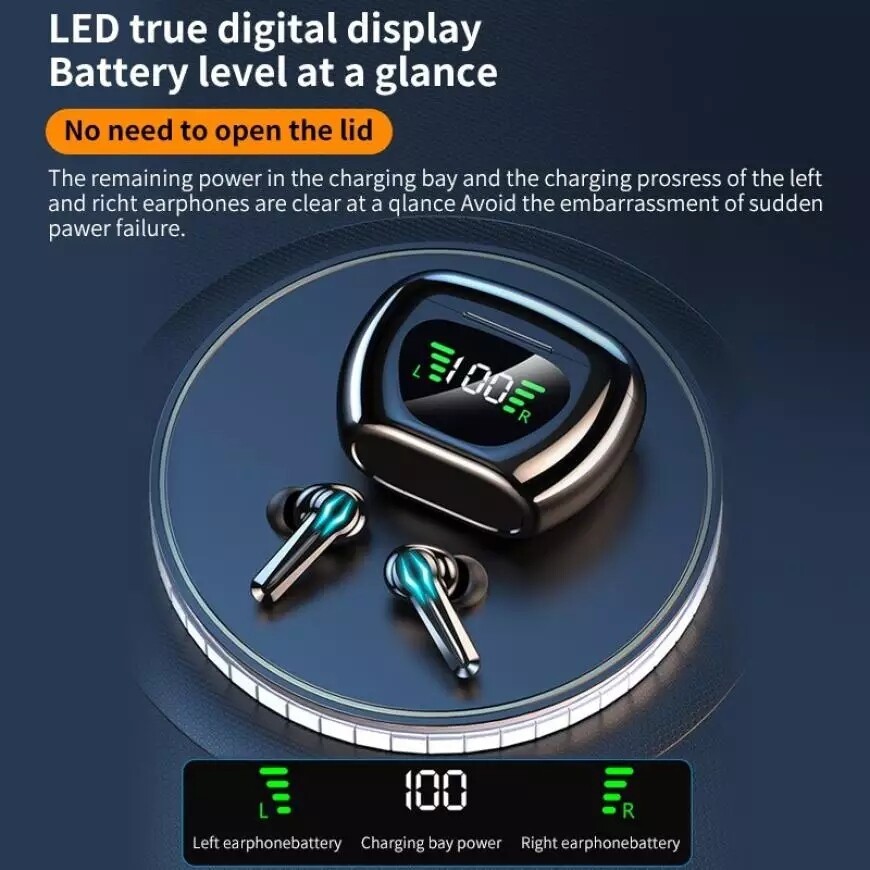 LED true digital display
Battery level at a glance
No need to open the lid
The remaining power in the charging bay and the charging prosress of the left
and richt earphones are clear at a qlance Avoid the embarrassment of sudden
pawer failure.
L 100 R
L 100 R
Left earphonebattery Charging bay power Right earphonebattery